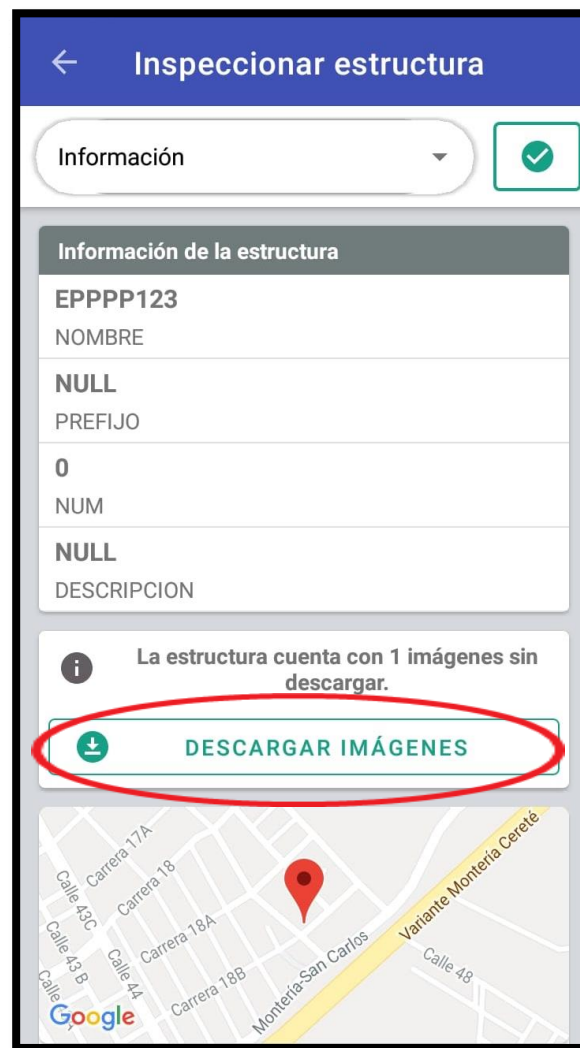 Inspeccionar estructura
Información
Información de la estructura
EPPPP123
NOMBRE
NULL
PREFIJO
0
NUM
NULL
DESCRIPCION
La estructura cuenta con 1 imágenes sin
descargar.
DESCARGAR IMÁGENES
Carrera 17A
Carrera 18
Calle 43C
Carrera 18A
Variante Montería Cereté
Calle 43 B
Calle 44
Montería-San Carlos
Calle 48
Carrera 18B
Calle
Google